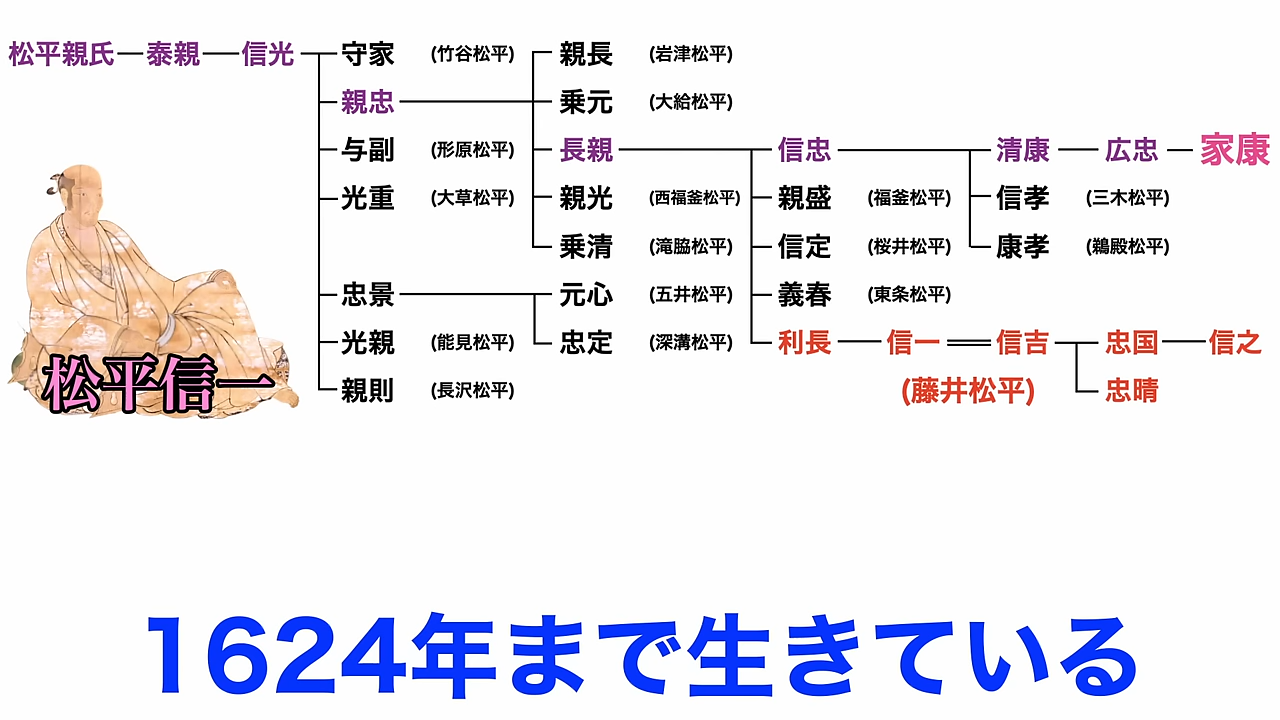 松平親氏 泰親 信光 守家 (竹谷松平) 親長 (岩津松平)
親忠 乗元 (大給松平)
与副 (形原松平) 長親 信忠 清康 広忠 家康
光重 (大草松平) 親光 (西福釜松平) 親盛 (福釜松平) 信孝 (三木松平)
乗清 (滝脇松平) 信定 (桜井松平) 康孝 (鵜殿松平)
忠景 元心 (五井松平) 義春 (東条松平)
光親 (能見松平) 忠定 (深溝松平) 利長 信一 信吉 忠国 信之
松平信一
親則 (長沢松平) (藤井松平) 忠晴
1624年まで生きている